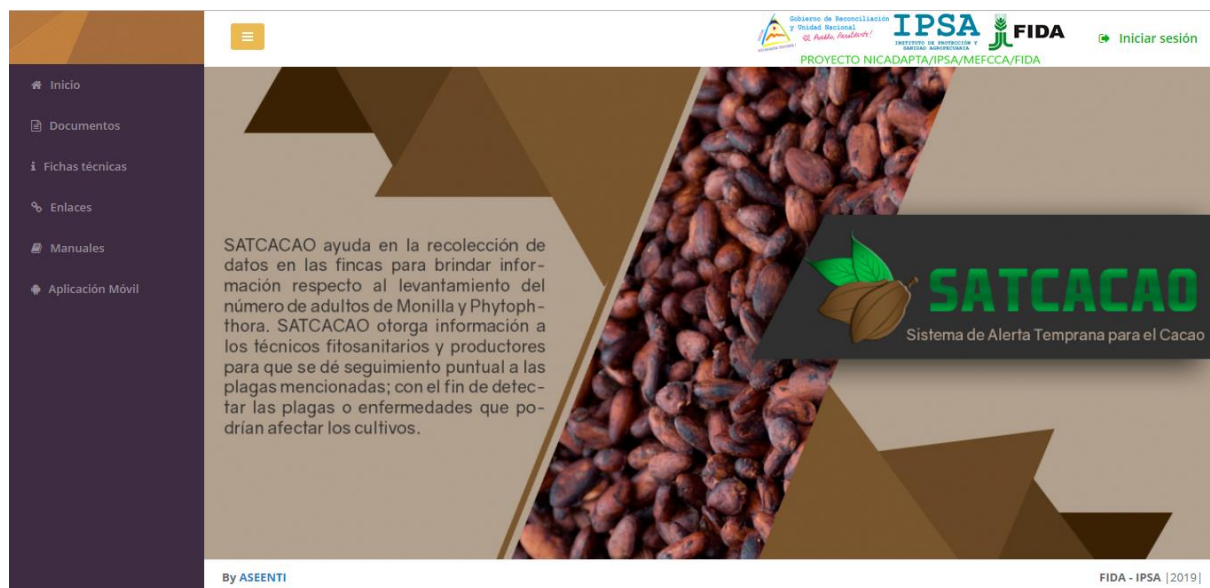 Gobierno de Reconciliación
y Unidad Nacional
El Pueblo, Presidente!
IPSA
INSTITUTO DE PROTECCIÓN Y
SANIDAD AGROPECUARIA
FIDA
Iniciar sesión
PROYECTO NICADAPTA/IPSA/MEFCCA/FIDA
Inicio
Documentos
Fichas técnicas
Enlaces
Manuales
Aplicación Móvil
SATCACAO ayuda en la recolección de
datos en las fincas para brindar infor-
mación respecto al levantamiento del
número de adultos de Monilla y Phytoph-
thora. SATCACAO otorga información a
los técnicos fitosanitarios y productores
para que se dé seguimiento puntual a las
plagas mencionadas; con el fin de detec-
tar las plagas o enfermedades que po-
drían afectar los cultivos.
SATCACAO
Sistema de Alerta Temprana para el Cacao
By ASEENTI
FIDA - IPSA |2019|